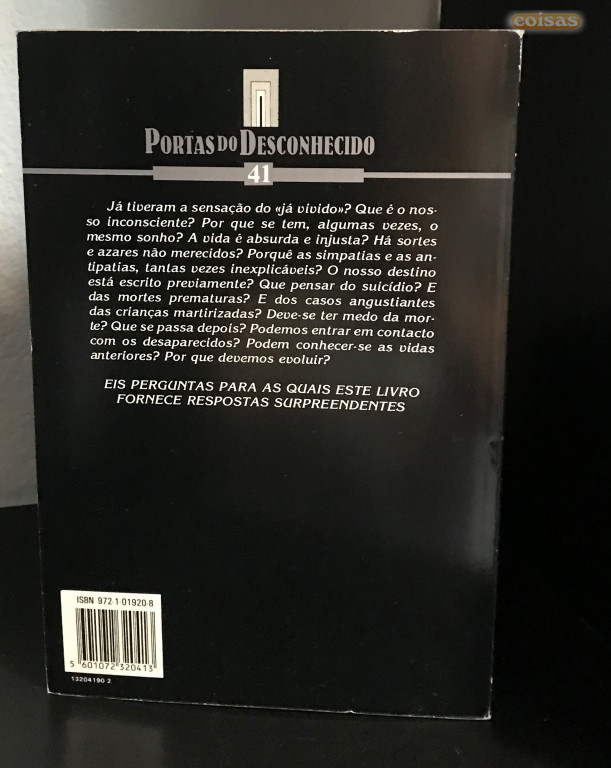 coisas
PORTAS DO DESCONHECIDO
41
Já tiveram a sensação do «já vivido»? Que é o nos-
so inconsciente? Por que se tem, algumas vezes, o
mesmo sonho? A vida é absurda e injusta? Há sortes
e azares não merecidos? Porquê as simpatias e as an-
tipatias, tantas vezes inexplicáveis? O nosso destino
está escrito previamente? Que pensar do suicídio? E
das mortes prematuras? E dos casos angustiantes
das crianças martirizadas? Deve-se ter medo da mor-
te? Que se passa depois? Podemos entrar em contacto
com os desaparecidos? Podem conhecer-se as vidas
anteriores? Por que devemos evoluir?
EIS PERGUNTAS PARA AS QUAIS ESTE LIVRO
FORNECE RESPOSTAS SURPREENDENTES
ISBN 972-1-01920-8
5 601072 320413
13204190 2